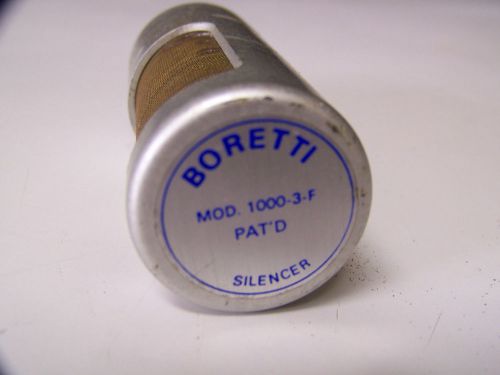 BORETTI
MOD. 1000-3-F
PAT'D
SILENCER